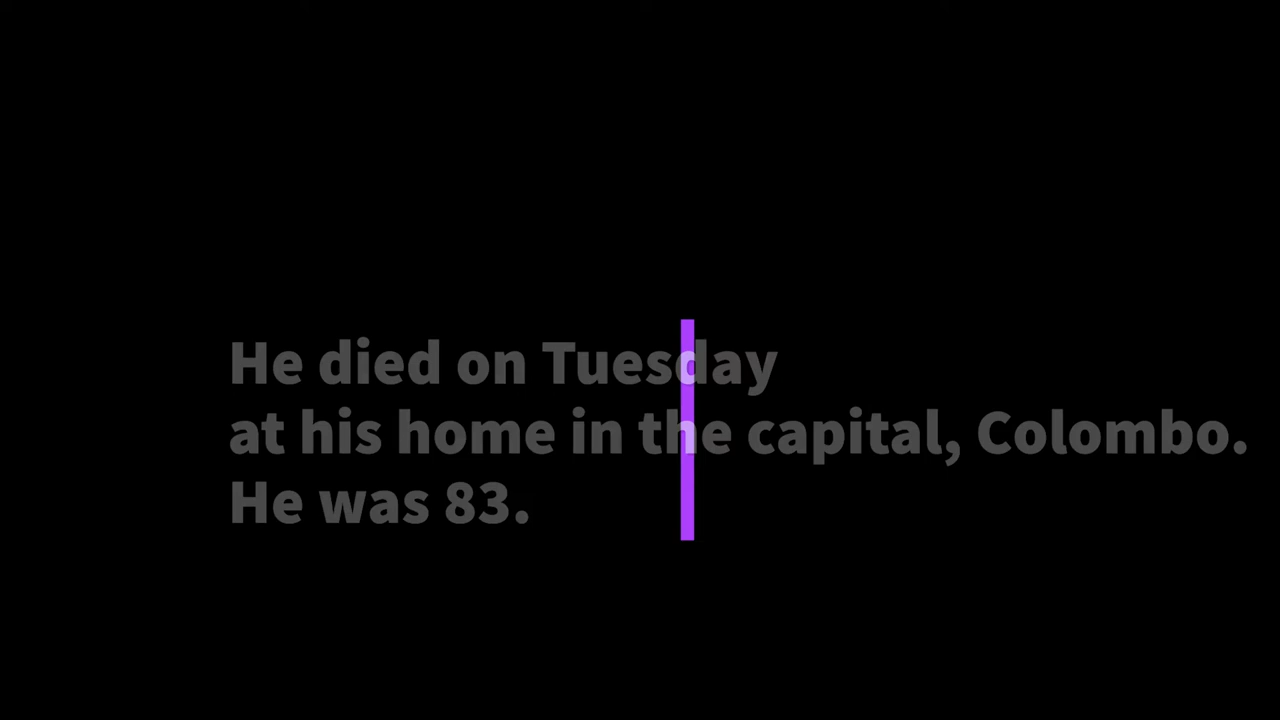 He died on Tuesday
at his home in the capital, Colombo.
He was 83.